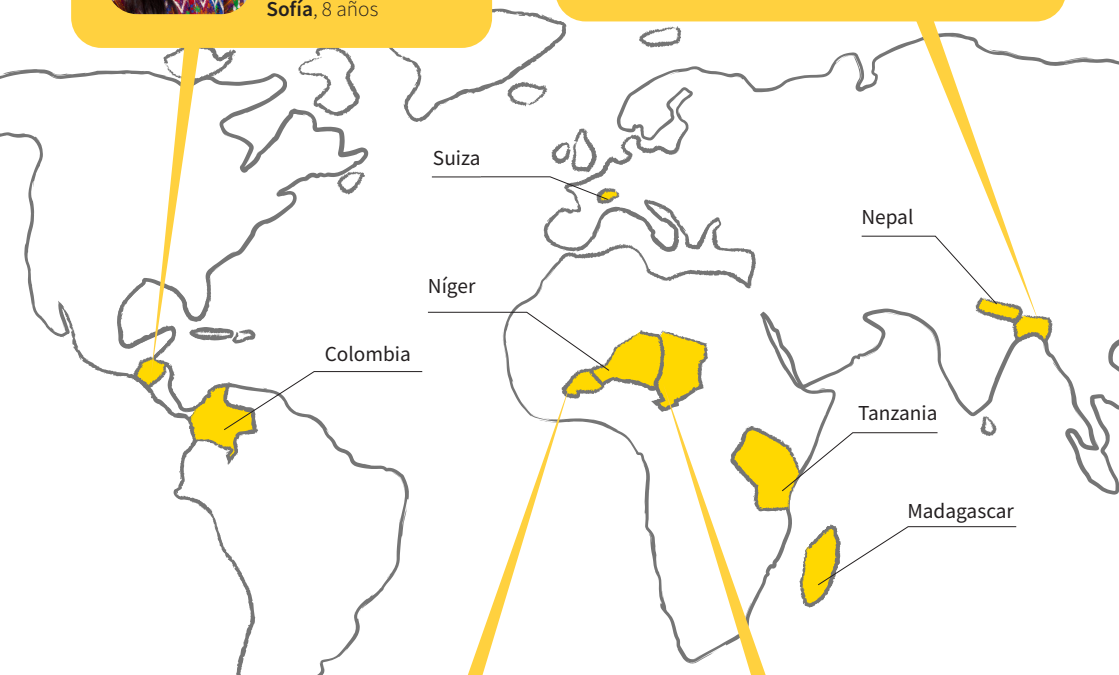 Sofía, 8 años
Suiza
Nepal
Níger
Colombia
Tanzania
Madagascar